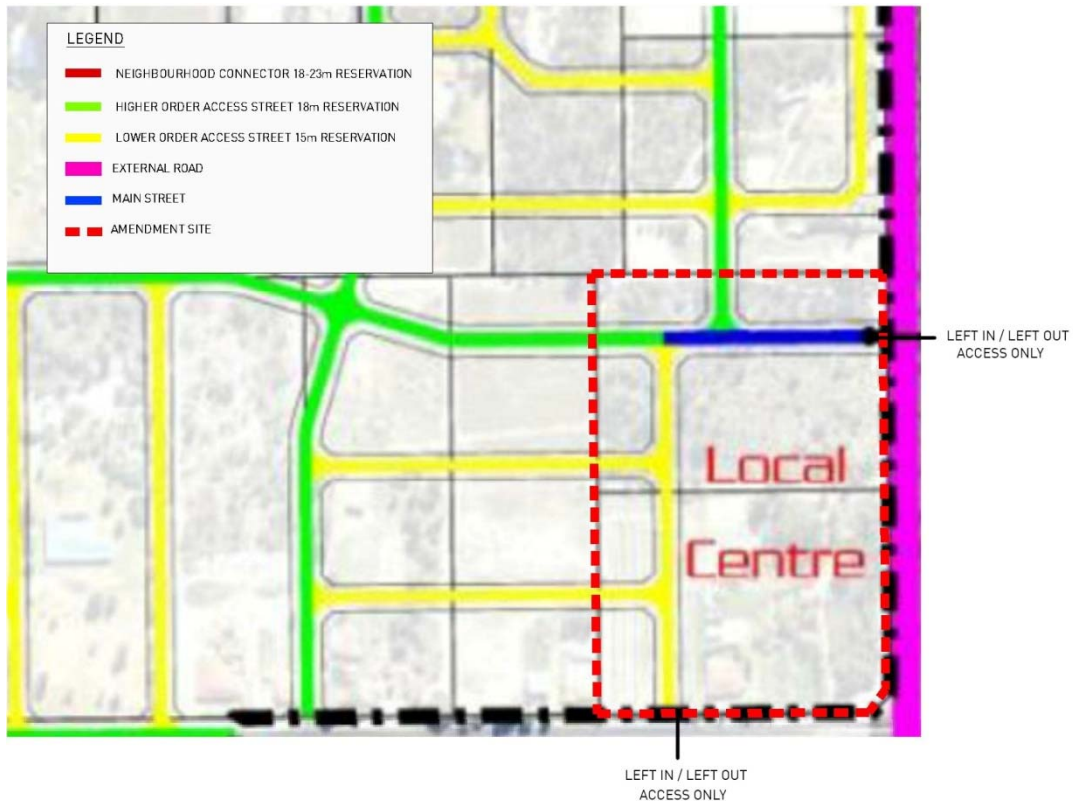 LEGEND
NEIGHBOURHOOD CONNECTOR 18-23m RESERVATION
HIGHER ORDER ACCESS STREET 18m RESERVATION
LOWER ORDER ACCESS STREET 15m RESERVATION
EXTERNAL ROAD
MAIN STREET
AMENDMENT SITE
LEFT IN / LEFT OUT
ACCESS ONLY
Local
Centre
LEFT IN / LEFT OUT
ACCESS ONLY